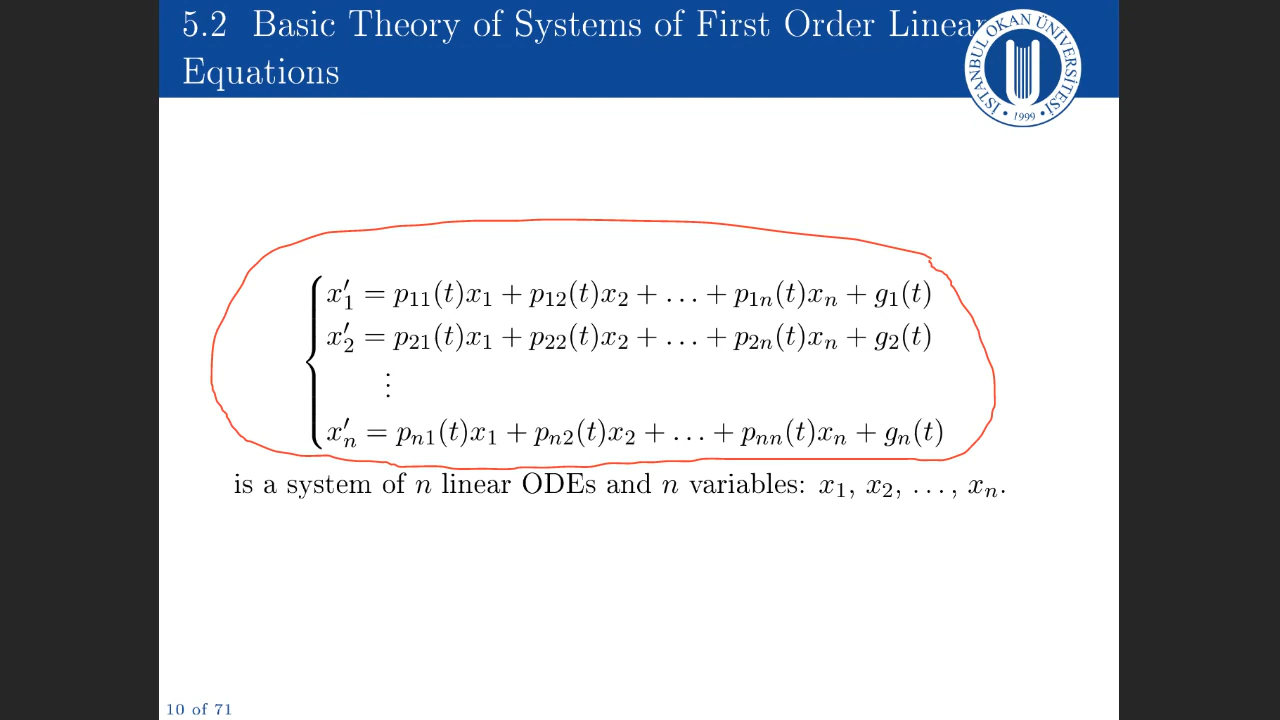 5.2 Basic Theory of Systems of First Order Linear
Equations
İSTANBUL OKAN ÜNİVERSİTESİ
• 1999 •
x′₁ = p₁₁(t)x₁ + p₁₂(t)x₂ + . . . + p₁ₙ(t)xₙ + g₁(t)
x′₂ = p₂₁(t)x₁ + p₂₂(t)x₂ + . . . + p₂ₙ(t)xₙ + g₂(t)
⋮
x′ₙ = pₙ₁(t)x₁ + pₙ₂(t)x₂ + . . . + pₙₙ(t)xₙ + gₙ(t)
is a system of n linear ODEs and n variables: x₁, x₂, . . . , xₙ.
10 of 71